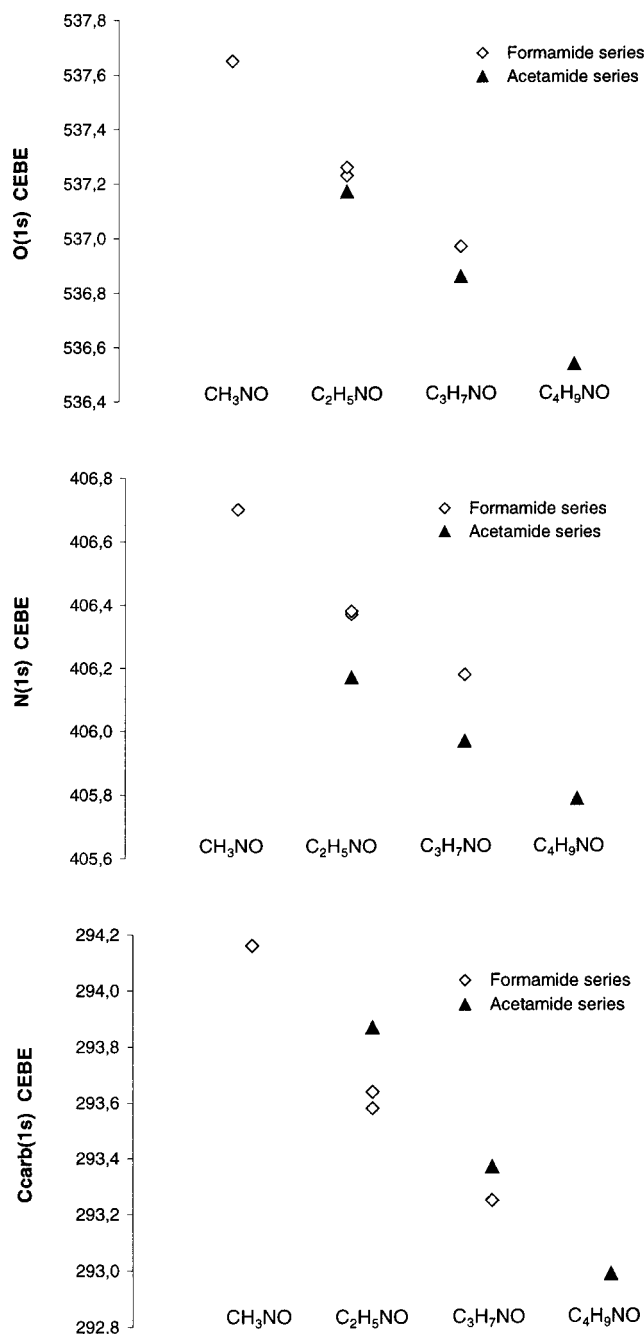 537,8
537,6
537,4
537,2
537,0
536,8
536,6
536,4
O(1s) CEBE
◇ Formamide series
▲ Acetamide series
CH₃NO C₂H₅NO C₃H₇NO C₄H₉NO
406,8
406,6
406,4
406,2
406,0
405,8
405,6
N(1s) CEBE
◇ Formamide series
▲ Acetamide series
CH₃NO C₂H₅NO C₃H₇NO C₄H₉NO
294,2
294,0
293,8
293,6
293,4
293,2
293,0
292.8
Ccarb(1s) CEBE
◇ Formamide series
▲ Acetamide series
CH₃NO C₂H₅NO C₃H₇NO C₄H₉NO